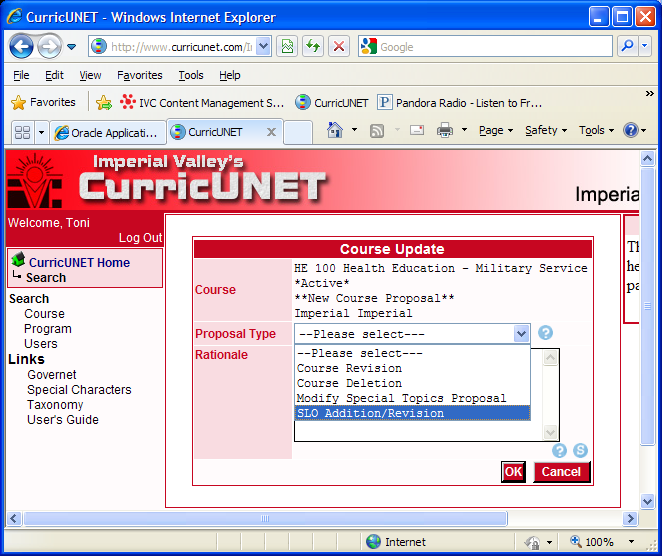 CurricUNET - Windows Internet Explorer
http://www.curricunet.com/I
Google
File Edit View Favorites Tools Help
Favorites IVC Content Management S... CurricUNET Pandora Radio - Listen to Fr...
Oracle Applicati... CurricUNET Page Safety Tools
Imperial Valley's
CurricUNET
Imperia
Welcome, Toni
Log Out
CurricUNET Home
Search
Search
Course
Program
Users
Links
Governet
Special Characters
Taxonomy
User's Guide
Course Update
Course
HE 100 Health Education - Military Service
*Active*
**New Course Proposal**
Imperial Imperial
Proposal Type
--Please select---
Rationale
--Please select---
Course Revision
Course Deletion
Modify Special Topics Proposal
SLO Addition/Revision
? S
OK Cancel
Th
he
pa
Internet 100%